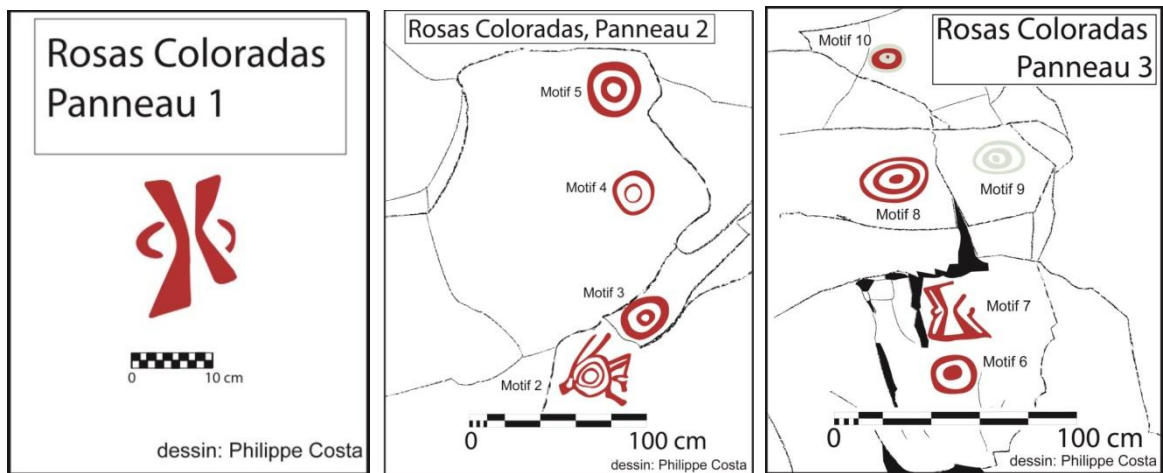 Rosas Coloradas
Panneau 1
0
10 cm
dessin: Philippe Costa
Rosas Coloradas, Panneau 2
Motif 5
Motif 4
Motif 3
Motif 2
0
100 cm
dessin: Philippe Costa
Rosas Coloradas
Panneau 3
Motif 10
Motif 9
Motif 8
Motif 7
Motif 6
0
100 cm
dessin: Philippe Costa